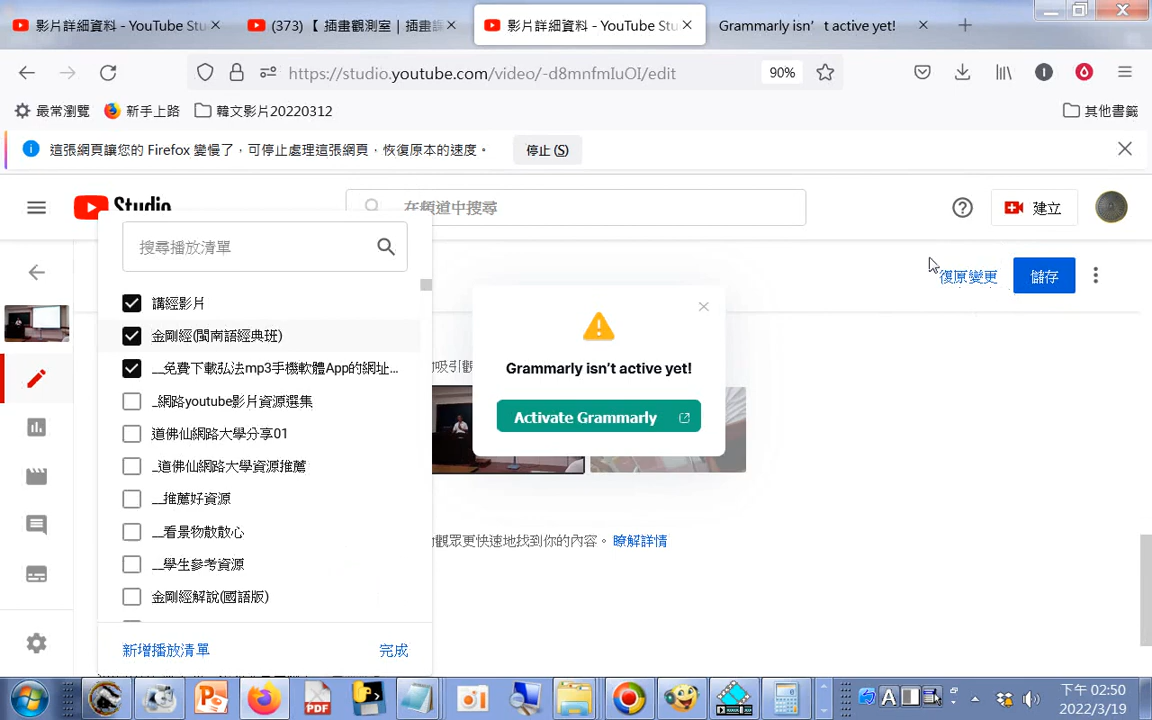 影片詳細資料 - YouTube Stu
(373)【 插畫觀測室 | 插畫課
影片詳細資料 - YouTube Stu
Grammarly isn't active yet!
https://studio.youtube.com/video/-d8mnfmIuOI/edit
90%
最常瀏覽
新手上路
韓文影片20220312
其他書籤
這張網頁讓您的 Firefox 變慢了，可停止處理這張網頁，恢復原本的速度。
停止 (S)
Studio
在頻道中搜尋
建立
搜尋播放清單
復原變更
儲存
講經影片
金剛經(閩南語經典班)
__免費下載弘法mp3手機軟體App的網址...
吸引觀
Grammarly isn't active yet!
_網路youtube影片資源選集
Activate Grammarly
道佛仙網路大學分享01
_道佛仙網路大學資源推薦
__推薦好資源
__看景物散散心
觀眾更快速地找到你的內容。 瞭解詳情
__學生參考資源
金剛經解說(國語版)
新增播放清單
完成
PDF
A
下午 02:50
2022/3/19